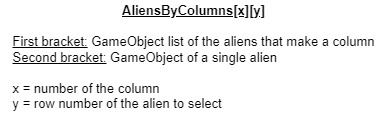 AliensByColumns[x][y]
First bracket: GameObject list of the aliens that make a column
Second bracket: GameObject of a single alien
x = number of the column
y = row number of the alien to select